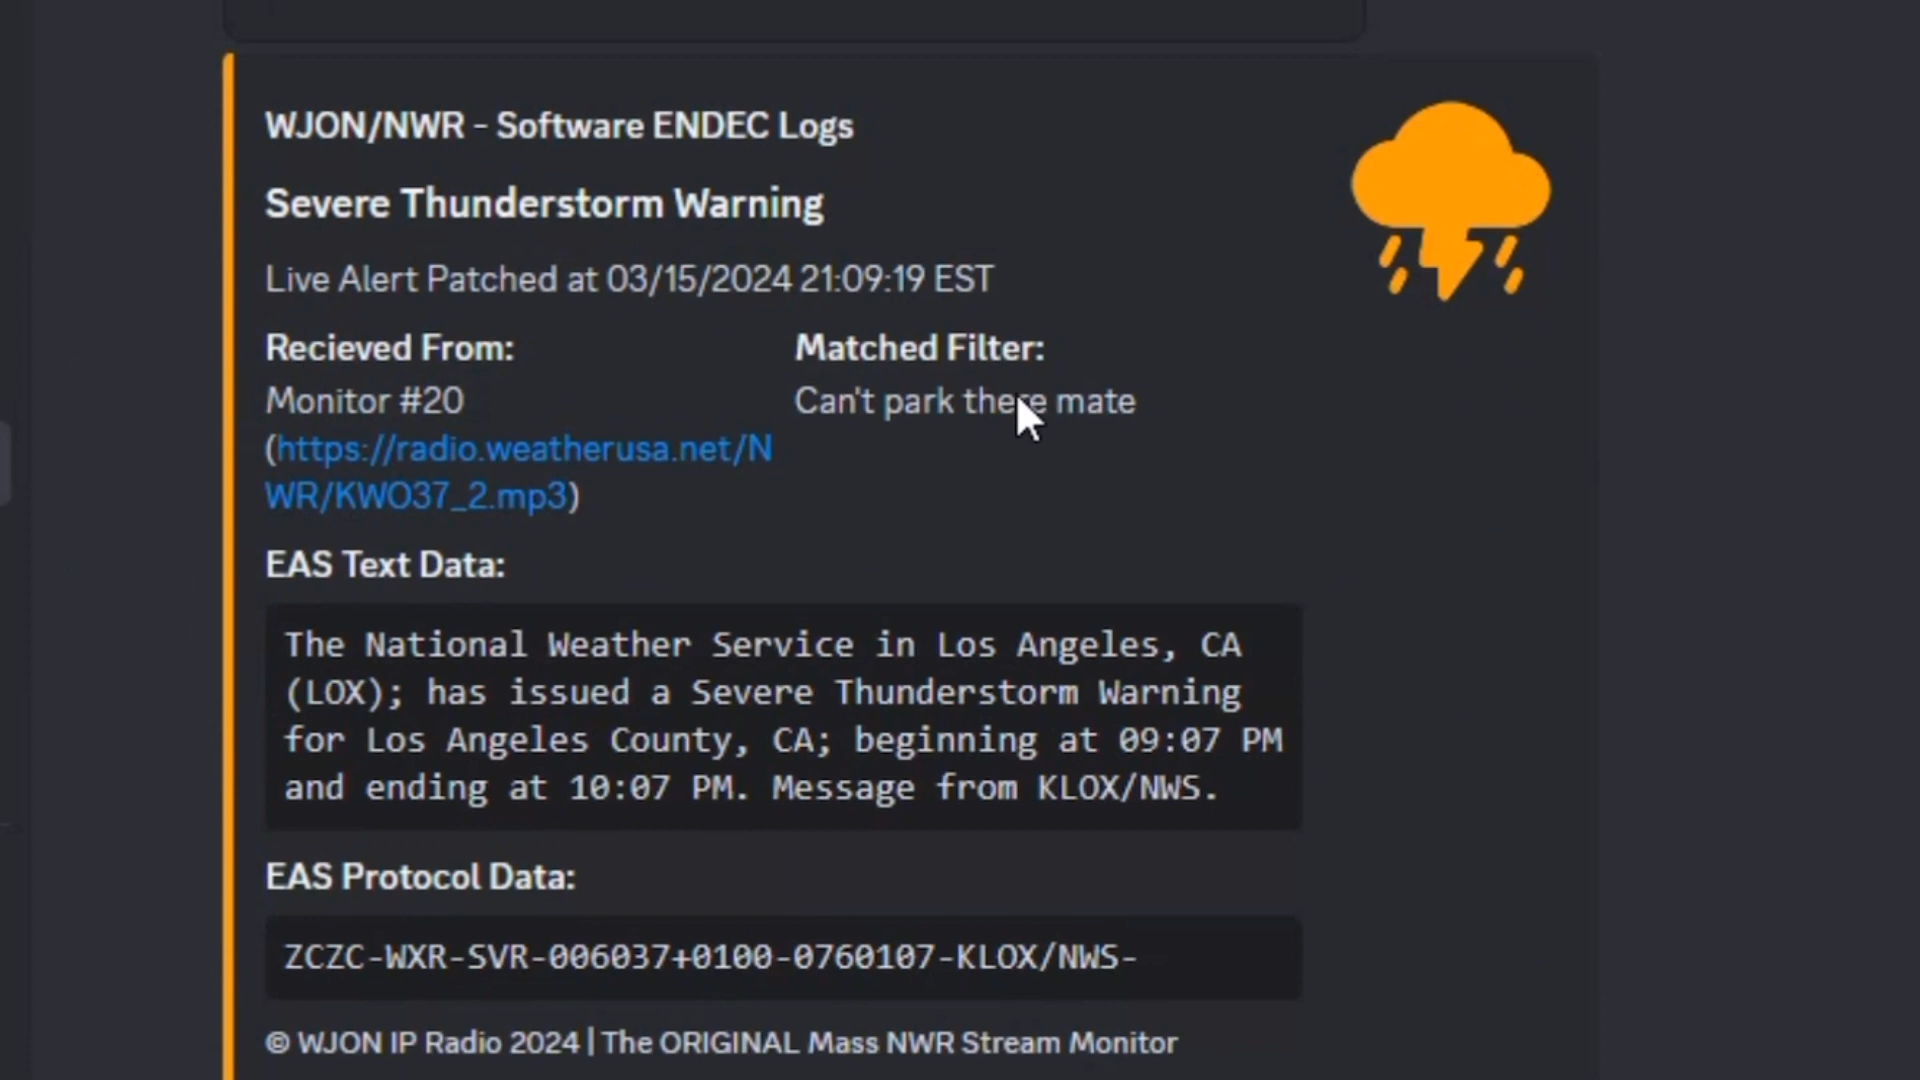 WJON/NWR - Software ENDEC Logs
Severe Thunderstorm Warning
Live Alert Patched at 03/15/2024 21:09:19 EST
Recieved From:
Monitor #20
(https://radio.weatherusa.net/N
WR/KWO37_2.mp3)
Matched Filter:
Can't park there mate
EAS Text Data:
The National Weather Service in Los Angeles, CA
(LOX); has issued a Severe Thunderstorm Warning
for Los Angeles County, CA; beginning at 09:07 PM
and ending at 10:07 PM. Message from KLOX/NWS.
EAS Protocol Data:
ZCZC-WXR-SVR-006037+0100-0760107-KLOX/NWS-
© WJON IP Radio 2024 | The ORIGINAL Mass NWR Stream Monitor